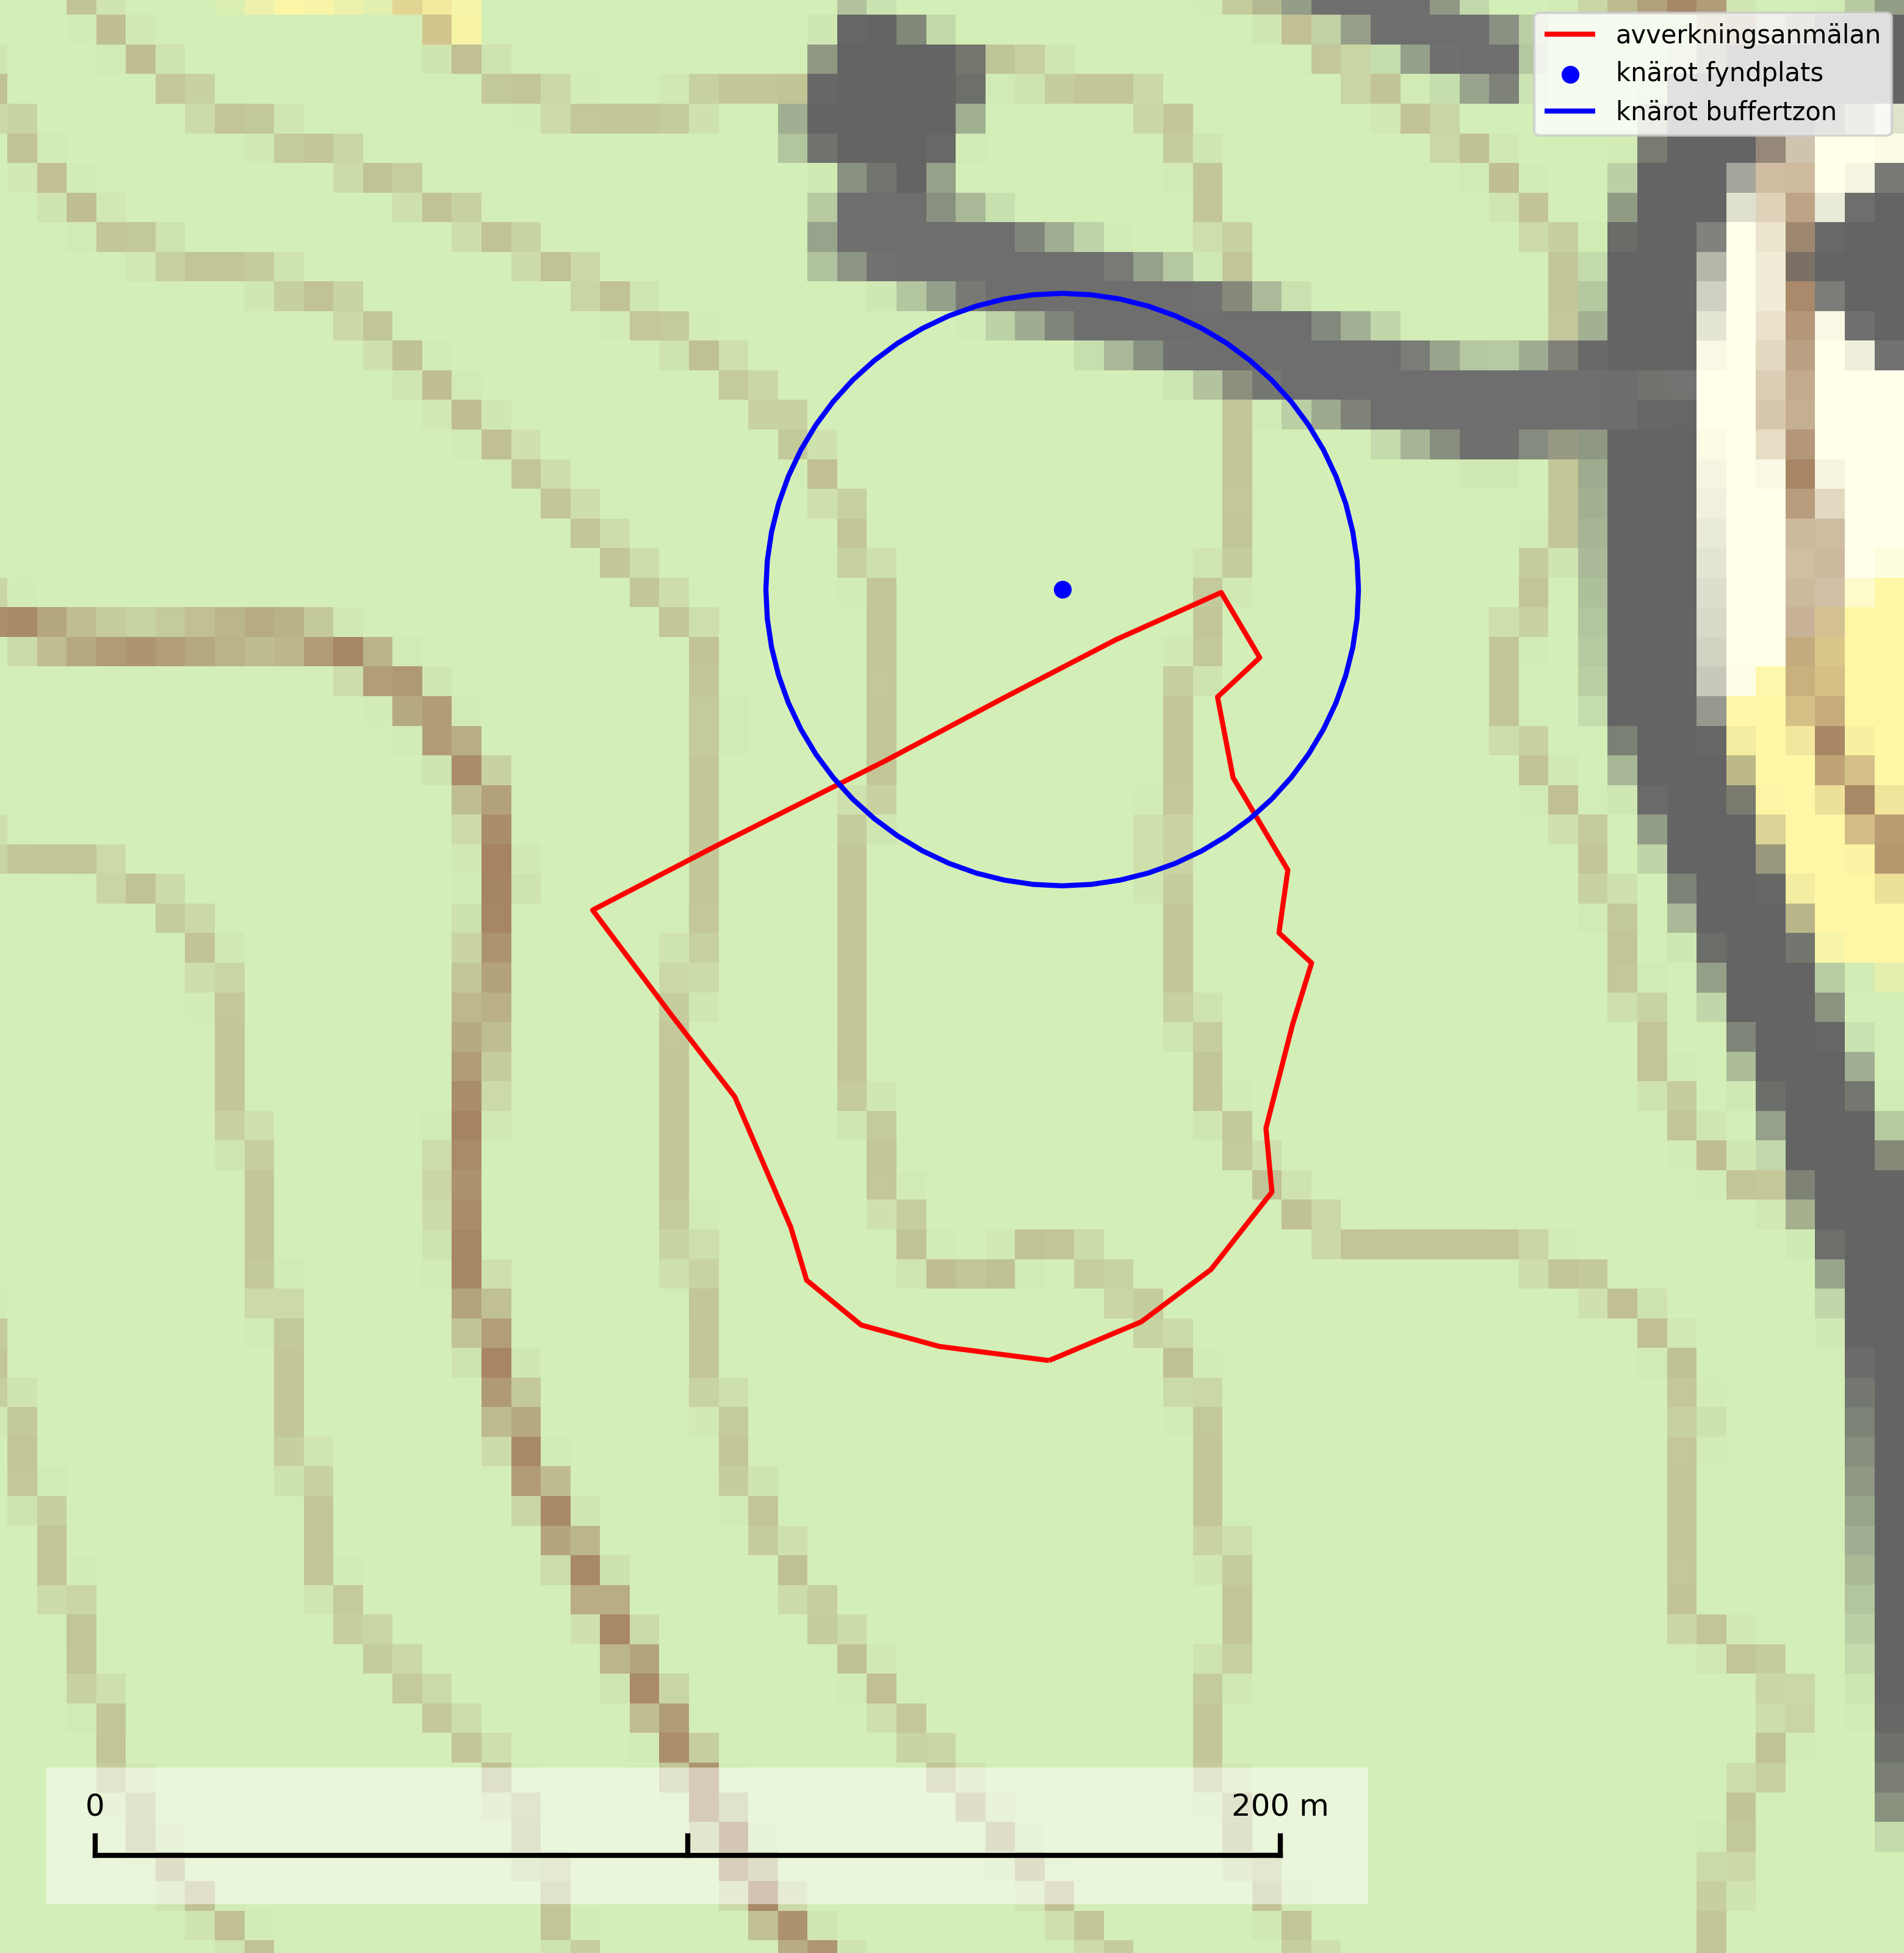 avverkningsanmälan
knärot fyndplats
knärot buffertzon
0 200 m